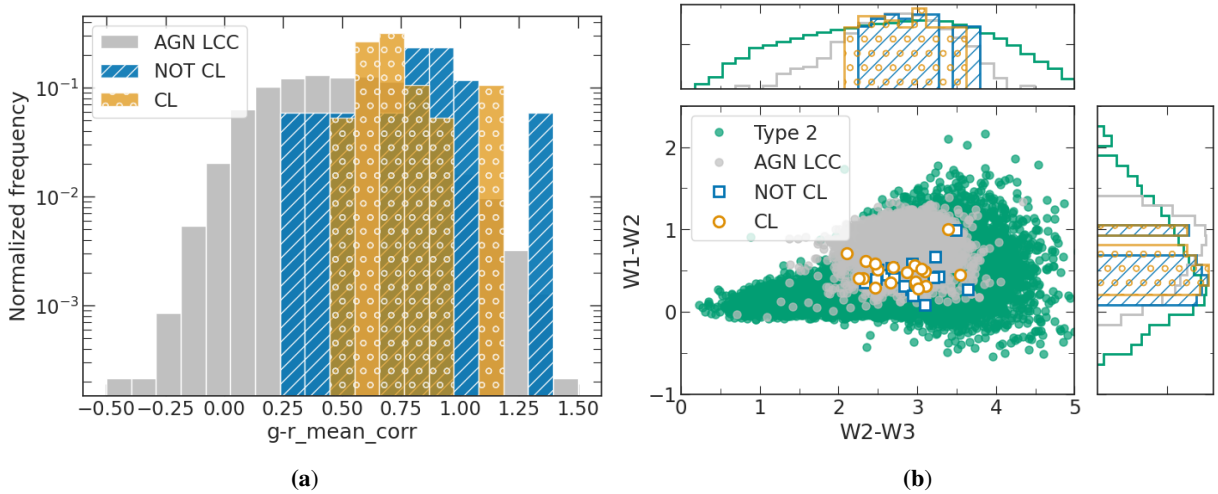 Normalized frequency
10⁻¹
10⁻²
10⁻³
AGN LCC
NOT CL
CL
−0.50 −0.25 0.00 0.25 0.50 0.75 1.00 1.25 1.50
g-r_mean_corr
(a)
W1-W2
2
1
0
−1
Type 2
AGN LCC
NOT CL
CL
0 1 2 3 4 5
W2-W3
(b)